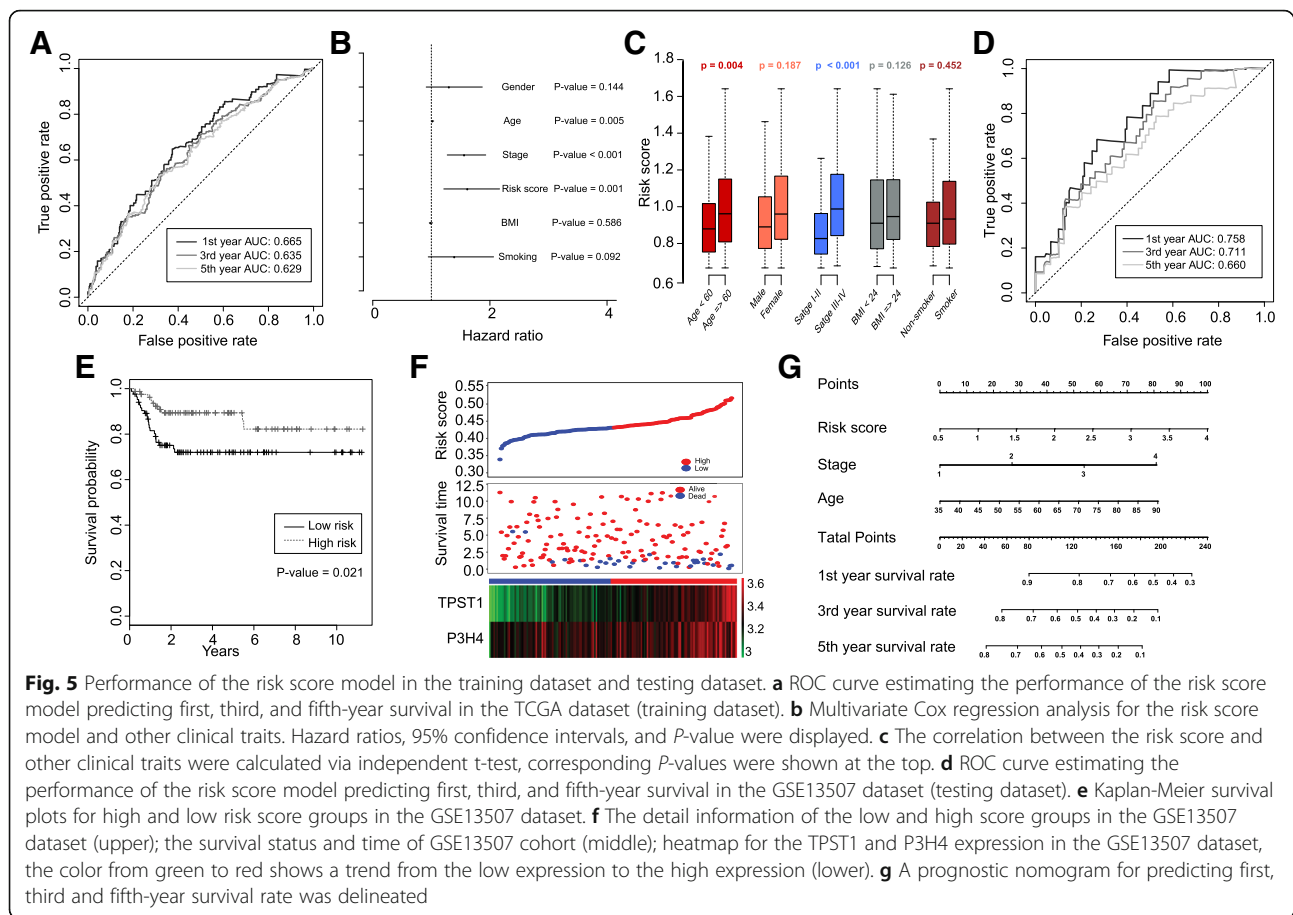 A
True positive rate
0.0 0.2 0.4 0.6 0.8 1.0
1st year AUC: 0.665
3rd year AUC: 0.635
5th year AUC: 0.629
0.0 0.2 0.4 0.6 0.8 1.0
False positive rate
B
Gender P-value = 0.144
Age P-value = 0.005
Stage P-value < 0.001
Risk score P-value = 0.001
BMI P-value = 0.586
Smoking P-value = 0.092
0 2 4
Hazard ratio
C
Risk score
0.6 0.8 1.0 1.2 1.4 1.6 1.8
p = 0.004 p = 0.187 p < 0.001 p = 0.126 p = 0.452
Age < 60
Age => 60
Male
Female
Satge I-II
Satge III-IV
BMI < 24
BMI => 24
Non-smoker
Smoker
D
True positive rate
0.0 0.2 0.4 0.6 0.8 1.0
1st year AUC: 0.758
3rd year AUC: 0.711
5th year AUC: 0.660
0.0 0.2 0.4 0.6 0.8 1.0
False positive rate
E
Survival probability
0.0 0.2 0.4 0.6 0.8 1.0
Low risk
High risk
P-value = 0.021
0 2 4 6 8 10
Years
F
Risk score
0.55
0.50
0.45
0.40
0.35
0.30
High
Low
Survival time
12.5
10.0
7.5
5.0
2.5
0.0
Alive
Dead
TPST1
P3H4
3.6
3.4
3.2
3
G
Points
0 10 20 30 40 50 60 70 80 90 100
Risk score
0.5 1 1.5 2 2.5 3 3.5 4
Stage
1 2 3 4
Age
35 40 45 50 55 60 65 70 75 80 85 90
Tatal Points
0 20 40 60 80 120 160 200 240
1st year survival rate
0.9 0.8 0.7 0.6 0.5 0.4 0.3
3rd year survival rate
0.8 0.7 0.6 0.5 0.4 0.3 0.2 0.1
5th year survival rate
0.8 0.7 0.6 0.5 0.4 0.3 0.2 0.1
Fig. 5 Performance of the risk score model in the training dataset and testing dataset. a ROC curve estimating the performance of the risk score
model predicting first, third, and fifth-year survival in the TCGA dataset (training dataset). b Multivariate Cox regression analysis for the risk score
model and other clinical traits. Hazard ratios, 95% confidence intervals, and P-value were displayed. c The correlation between the risk score and
other clinical traits were calculated via independent t-test, corresponding P-values were shown at the top. d ROC curve estimating the
performance of the risk score model predicting first, third, and fifth-year survival in the GSE13507 dataset (testing dataset). e Kaplan-Meier survival
plots for high and low risk score groups in the GSE13507 dataset. f The detail information of the low and high score groups in the GSE13507
dataset (upper); the survival status and time of GSE13507 cohort (middle); heatmap for the TPST1 and P3H4 expression in the GSE13507 dataset,
the color from green to red shows a trend from the low expression to the high expression (lower). g A prognostic nomogram for predicting first,
third and fifth-year survival rate was delineated